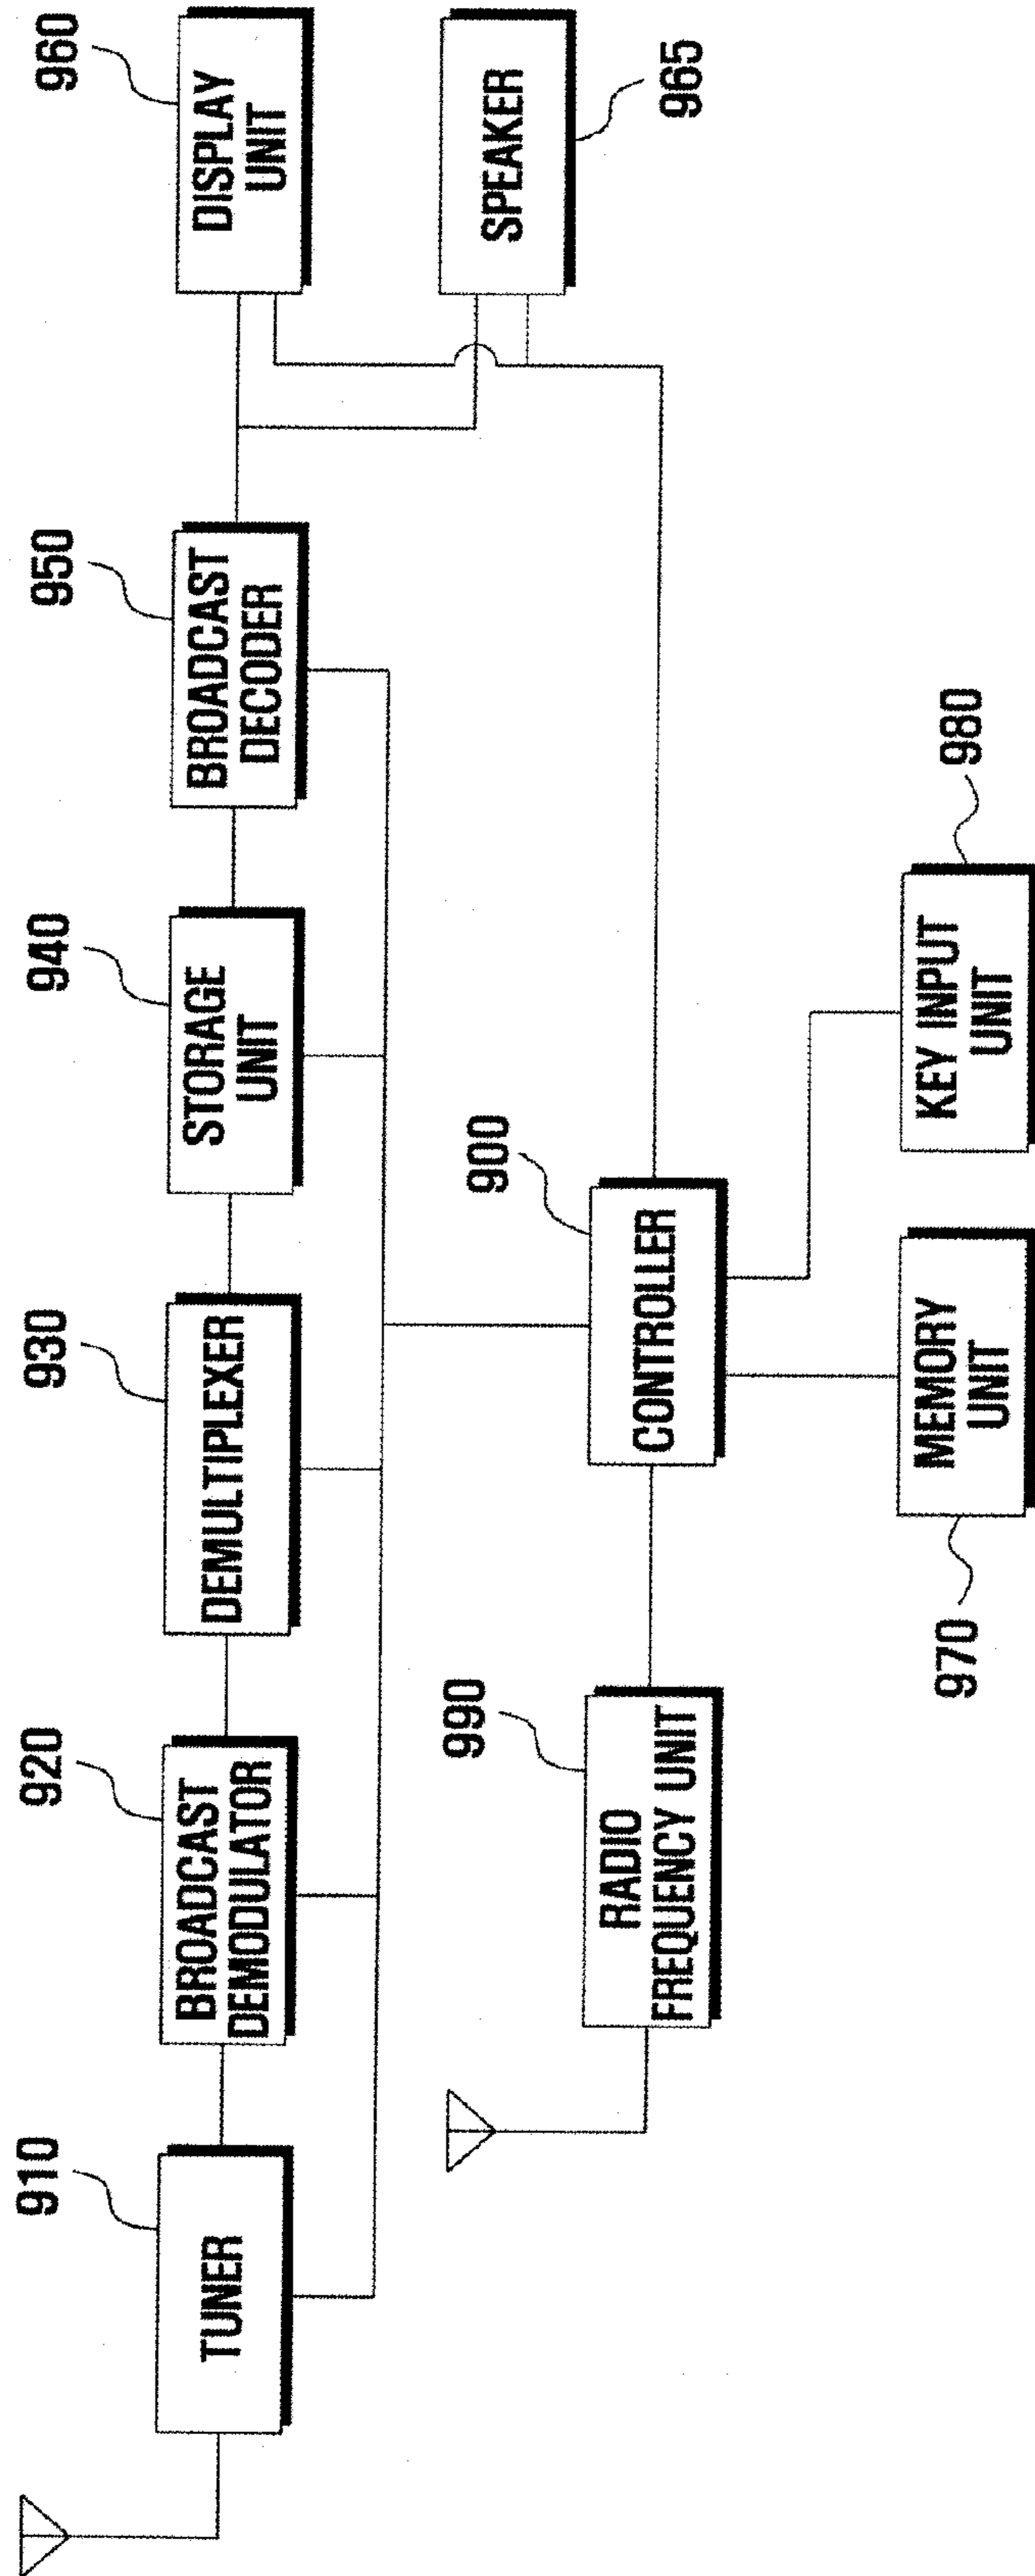 910
TUNER
920
BROADCAST
DEMODULATOR
930
DEMULTIPLEXER
940
STORAGE
UNIT
950
BROADCAST
DECODER
960
DISPLAY
UNIT
SPEAKER
965
990
RADIO
FREQUENCY UNIT
900
CONTROLLER
970
MEMORY
UNIT
980
KEY INPUT
UNIT